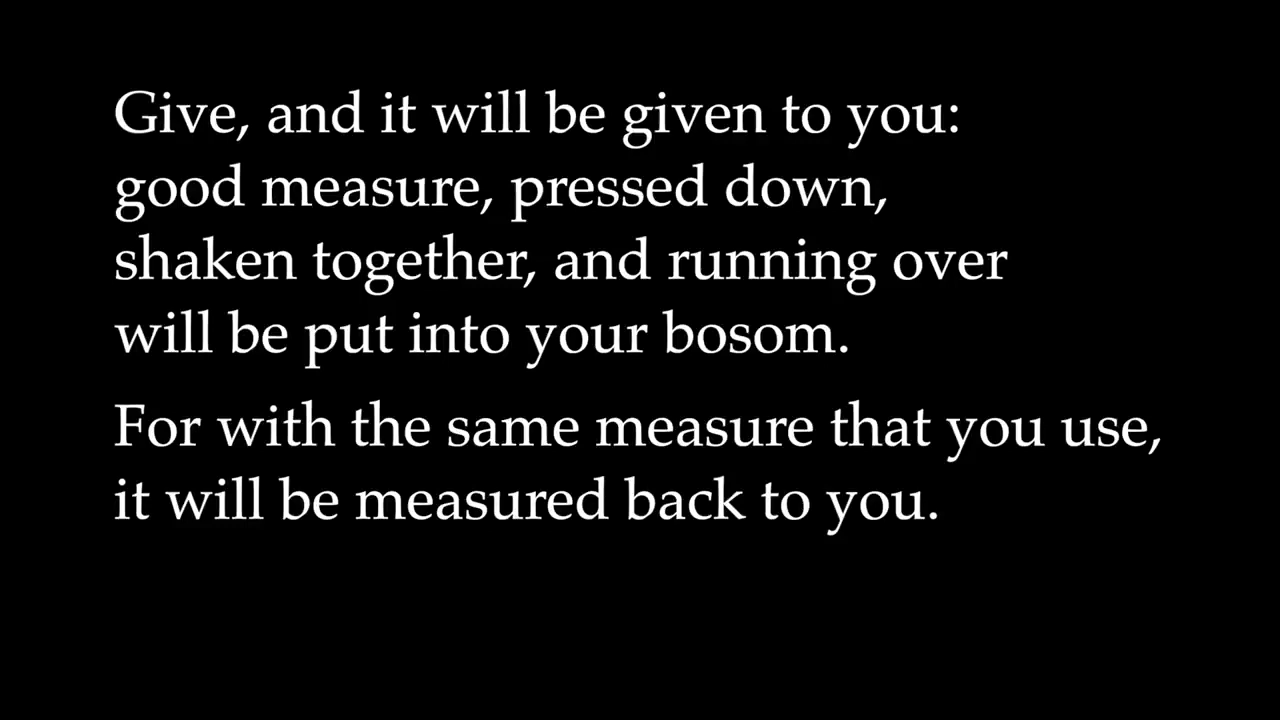 Give, and it will be given to you:
good measure, pressed down,
shaken together, and running over
will be put into your bosom.
For with the same measure that you use,
it will be measured back to you.